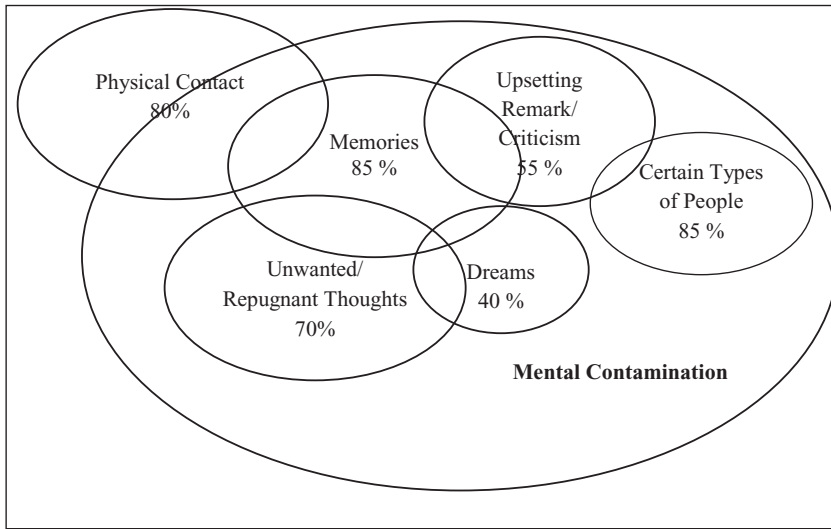 Physical Contact
80%
Memories
85 %
Upsetting
Remark/
Criticism
55 %
Certain Types
of People
85 %
Unwanted/
Repugnant Thoughts
70%
Dreams
40 %
Mental Contamination